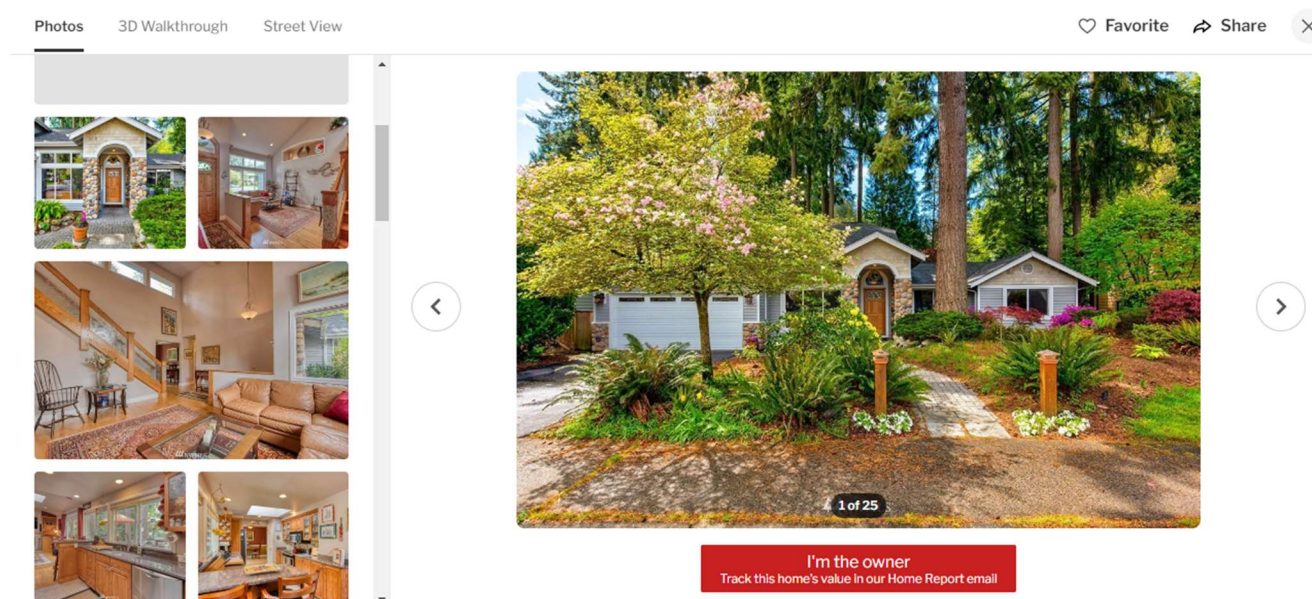 Photos
3D Walkthrough
Street View
Favorite
Share
1 of 25
I'm the owner
Track this home's value in our Home Report email